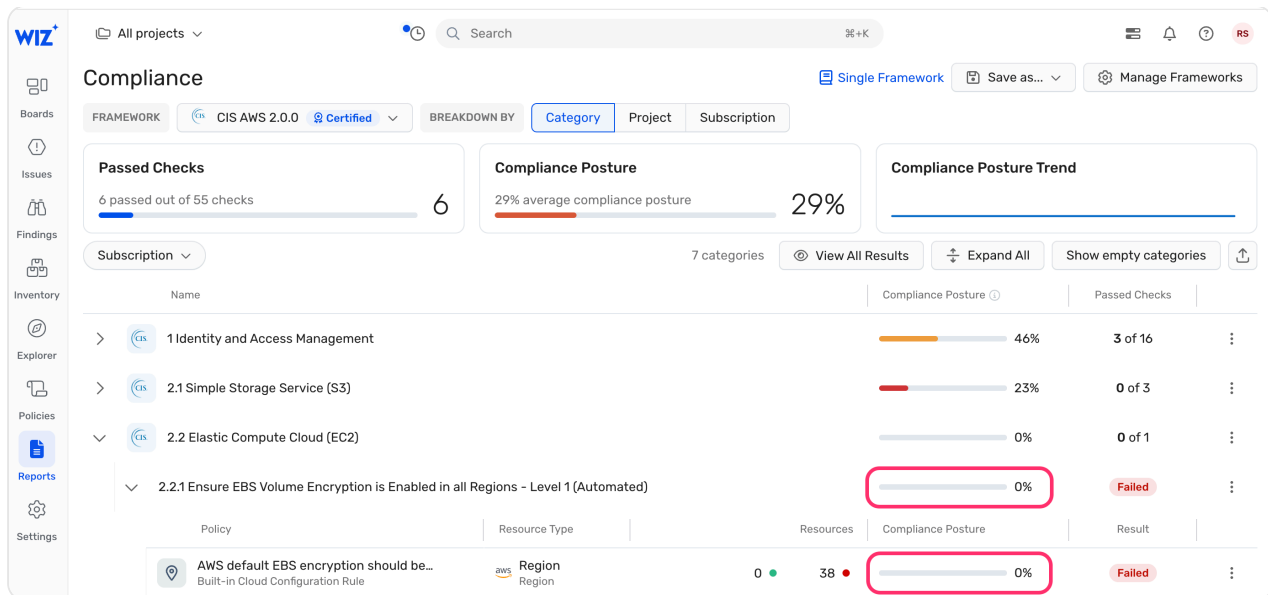 WIZ+
All projects
Search
⌘+K
RS
Boards
Issues
Findings
Inventory
Explorer
Policies
Reports
Settings
Compliance
Single Framework
Save as...
Manage Frameworks
FRAMEWORK
CIS
CIS AWS 2.0.0
Certified
BREAKDOWN BY
Category
Project
Subscription
Passed Checks
6 passed out of 55 checks
6
Compliance Posture
29% average compliance posture
29%
Compliance Posture Trend
Subscription
7 categories
View All Results
Expand All
Show empty categories
Name Compliance Posture Passed Checks
CIS. 1 Identity and Access Management 46% 3 of 16
CIS. 2.1 Simple Storage Service (S3) 23% 0 of 3
CIS. 2.2 Elastic Compute Cloud (EC2) 0% 0 of 1
2.2.1 Ensure EBS Volume Encryption is Enabled in all Regions - Level 1 (Automated) 0% Failed
Policy Resource Type Resources Compliance Posture Result
AWS default EBS encryption should be... aws Region 0 38 0% Failed
Built-in Cloud Configuration Rule Region